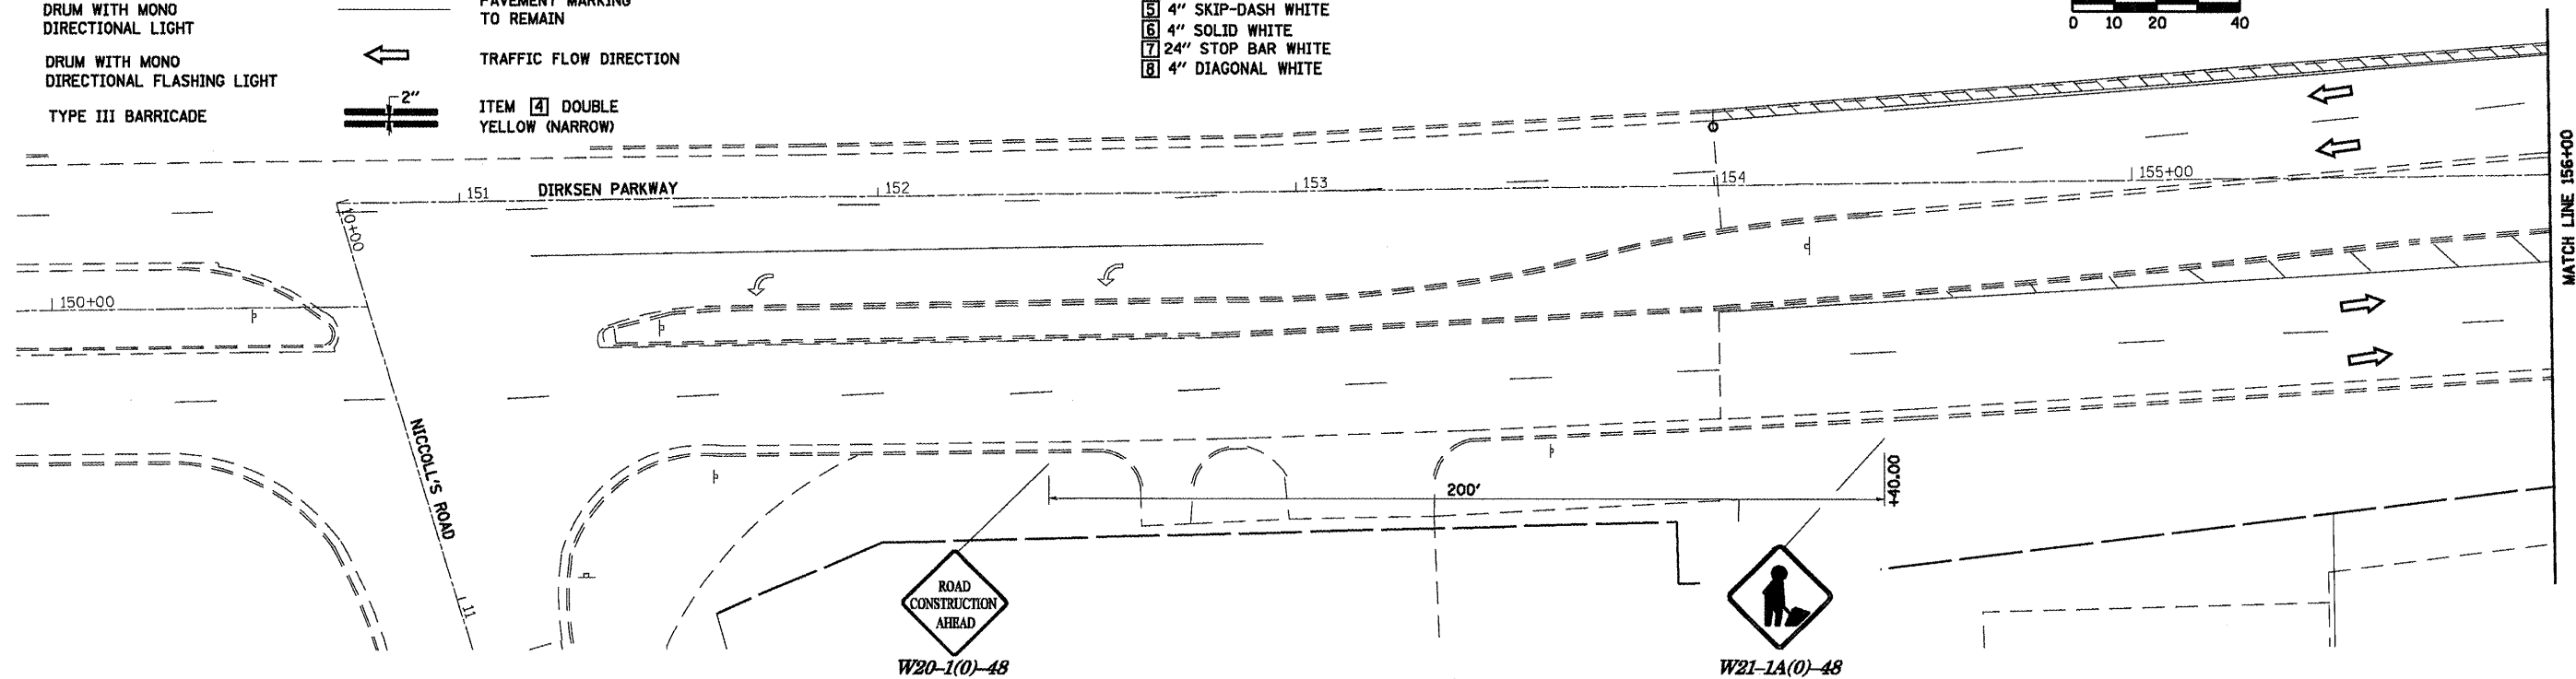 DRUM WITH MONO
DIRECTIONAL LIGHT
DRUM WITH MONO
DIRECTIONAL FLASHING LIGHT
TYPE III BARRICADE
PAVEMENT MARKING
TO REMAIN
TRAFFIC FLOW DIRECTION
2"
ITEM 4 DOUBLE
YELLOW (NARROW)
5 4" SKIP-DASH WHITE
6 4" SOLID WHITE
7 24" STOP BAR WHITE
8 4" DIAGONAL WHITE
0 10 20 40
151
DIRKSEN PARKWAY
152
153
154
155+00
MATCH LINE 156+00
10+00
150+00
NICCOLL'S ROAD
11
200'
+40.00
ROAD
CONSTRUCTION
AHEAD
W20-1(O)-48
W21-1A(O)-48